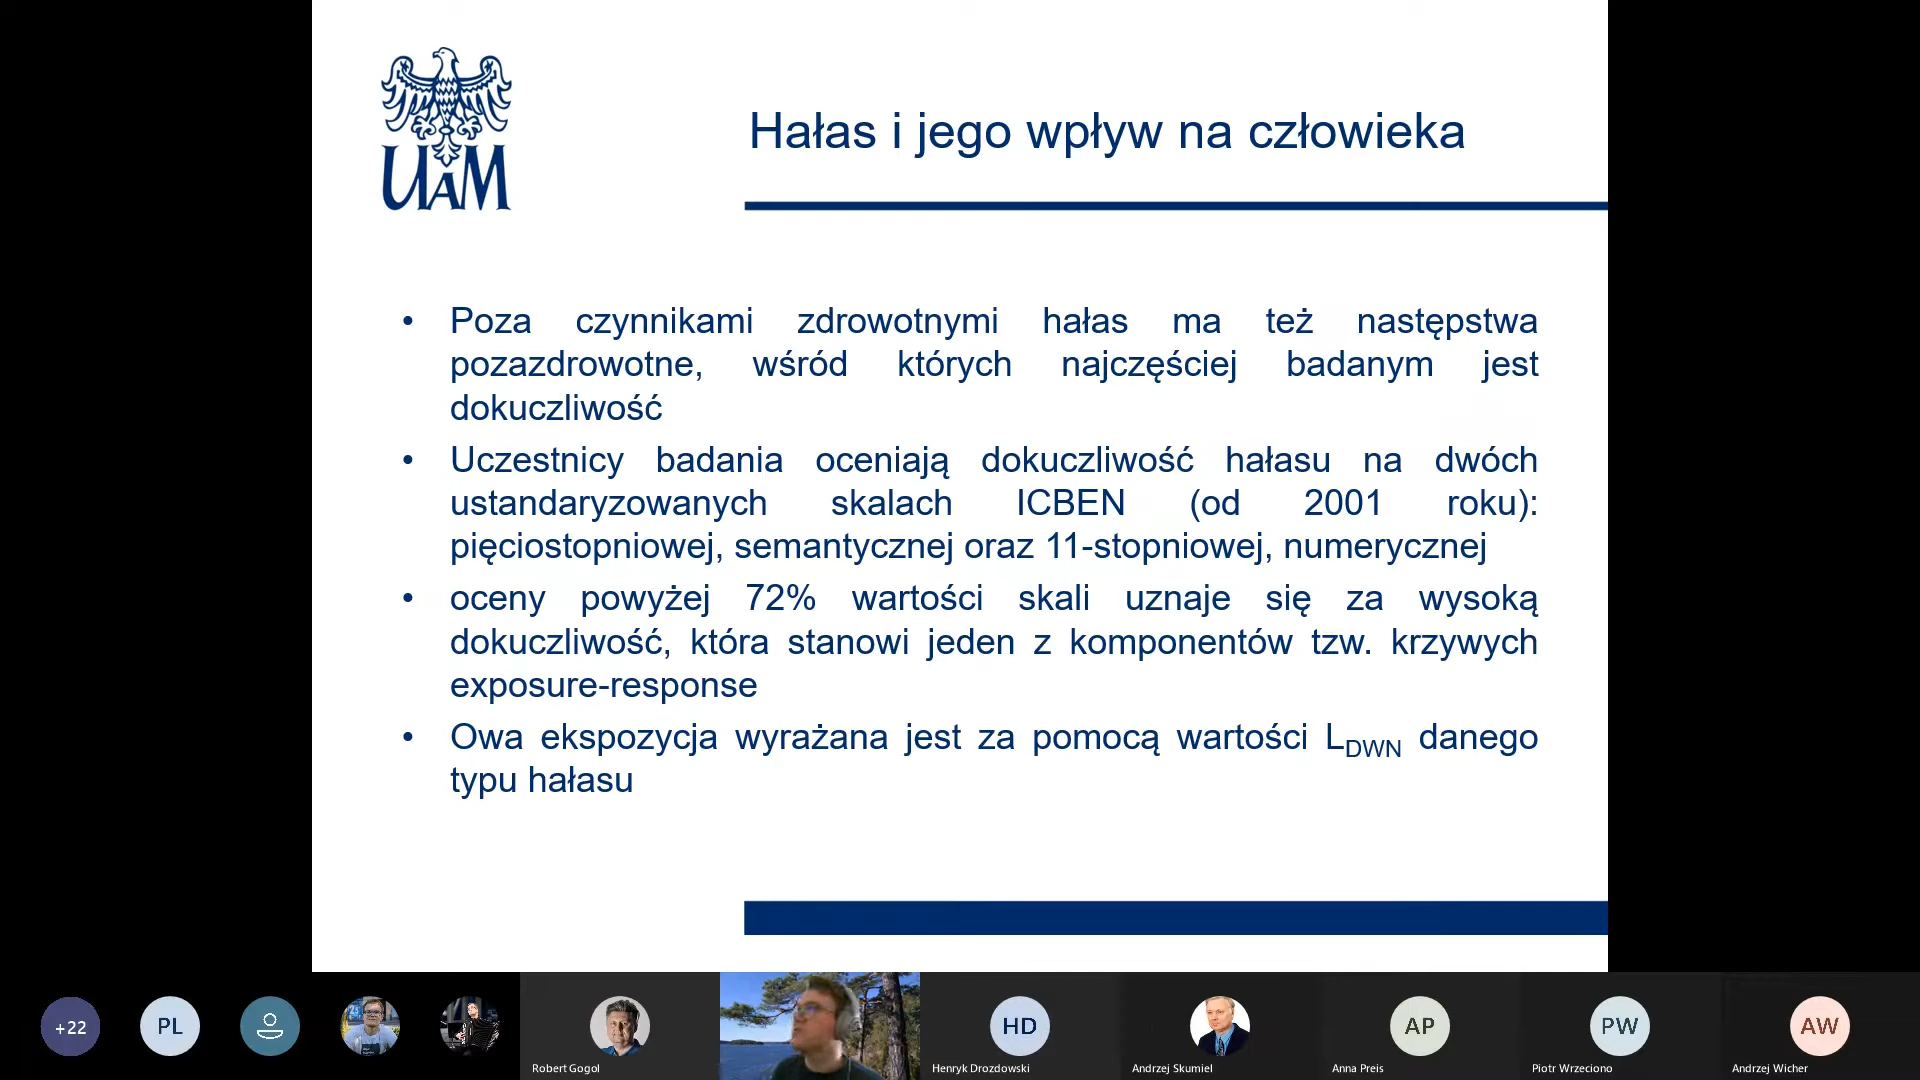 UAM
Hałas i jego wpływ na człowieka
• Poza czynnikami zdrowotnymi hałas ma też następstwa
pozazdrowotne, wśród których najczęściej badanym jest
dokuczliwość
• Uczestnicy badania oceniają dokuczliwość hałasu na dwóch
ustandaryzowanych skalach ICBEN (od 2001 roku):
pięciostopniowej, semantycznej oraz 11-stopniowej, numerycznej
• oceny powyżej 72% wartości skali uznaje się za wysoką
dokuczliwość, która stanowi jeden z komponentów tzw. krzywych
exposure-response
• Owa ekspozycja wyrażana jest za pomocą wartości LDWN danego
typu hałasu
+22
PL
Robert Gogol
HD
Henryk Drozdowski
Andrzej Skumiel
AP
Anna Preis
PW
Piotr Wrzeciono
AW
Andrzej Wicher